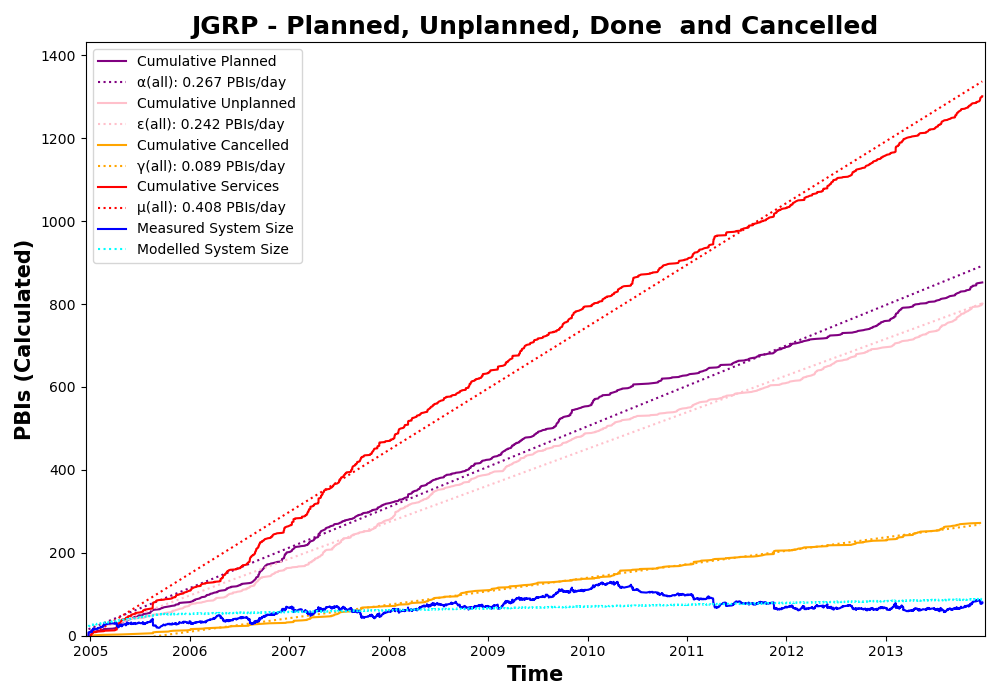 JGRP - Planned, Unplanned, Done  and Cancelled
PBIs (Calculated)
1400
1200
1000
800
600
400
200
0
Cumulative Planned
α(all): 0.267 PBIs/day
Cumulative Unplanned
ε(all): 0.242 PBIs/day
Cumulative Cancelled
γ(all): 0.089 PBIs/day
Cumulative Services
μ(all): 0.408 PBIs/day
Measured System Size
Modelled System Size
2005 2006 2007 2008 2009 2010 2011 2012 2013
Time